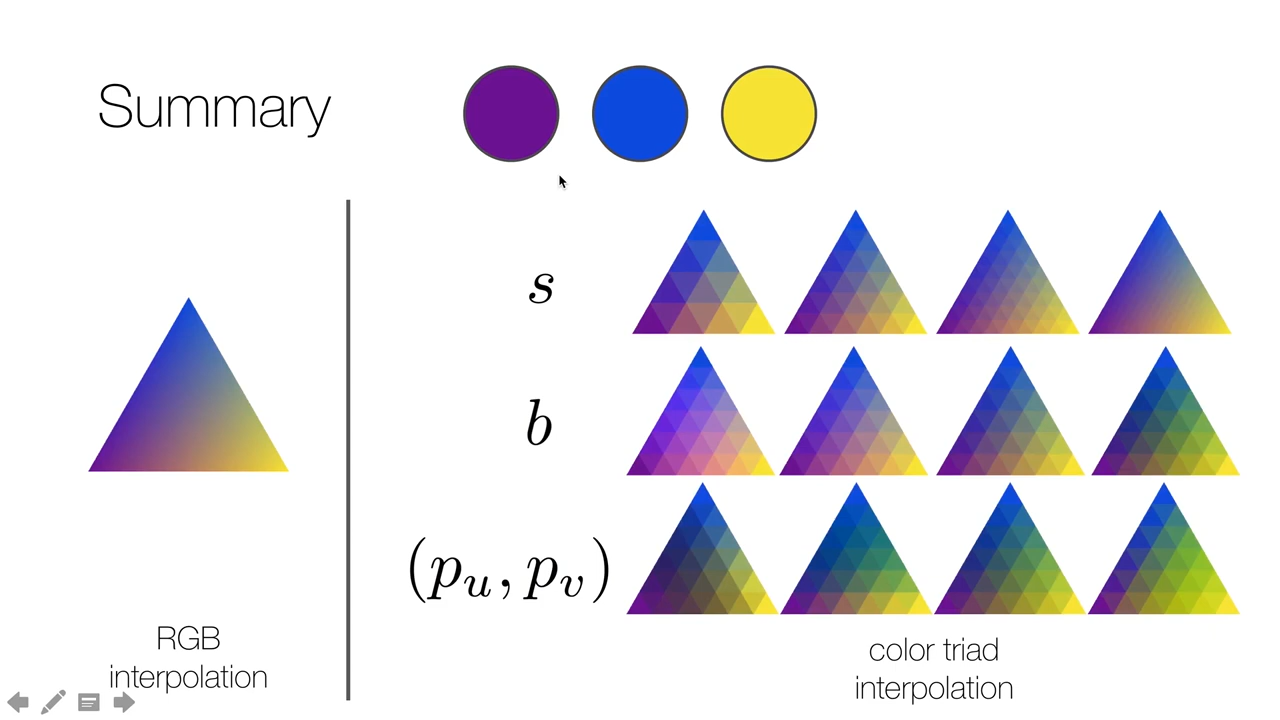 Summary
s
b
(p_u, p_v)
RGB
interpolation
color triad
interpolation